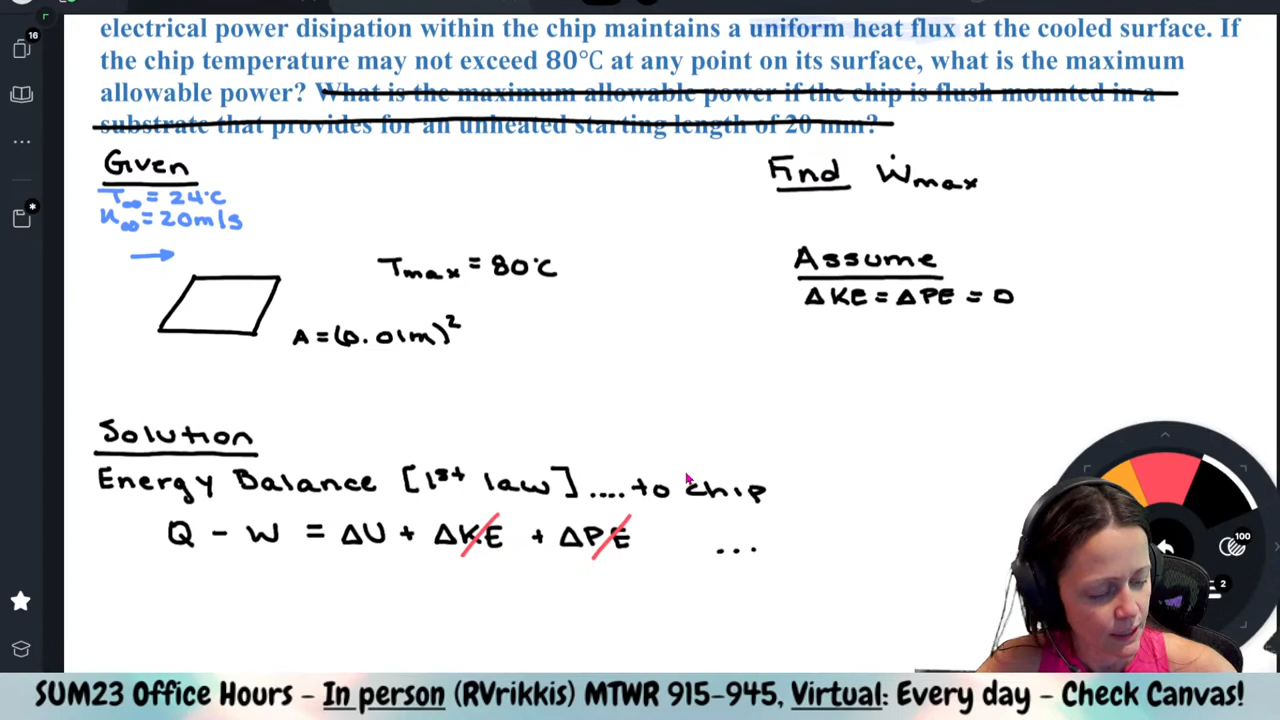 electrical power disipation within the chip maintains a uniform heat flux at the cooled surface. If
the chip temperature may not exceed 80°C at any point on its surface, what is the maximum
allowable power? What is the maximum allowable power if the chip is flush mounted in a
substrate that provides for an unheated starting length of 20 mm?
Given
T∞ = 24°C
u∞ = 20m/s
Find Ẇmax
Tmax = 80°C
Assume
ΔKE = ΔPE = 0
A = (0.01m)²
Solution
Energy Balance [1st law] .... to chip
Q - W = ΔU + ΔKE + ΔPE ...
16
100
2
SUM23 Office Hours - In person (RVrikkis) MTWR 915-945, Virtual: Every day - Check Canvas!